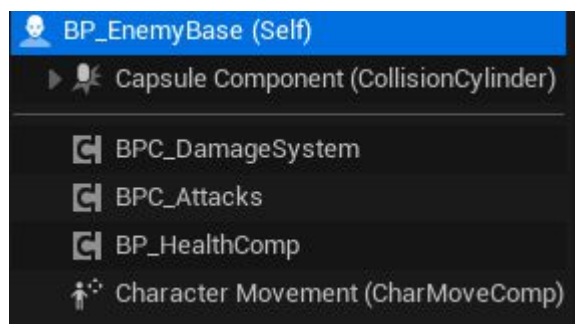 BP_EnemyBase (Self)
Capsule Component (CollisionCylinder)
BPC_DamageSystem
BPC_Attacks
BP_HealthComp
Character Movement (CharMoveComp)